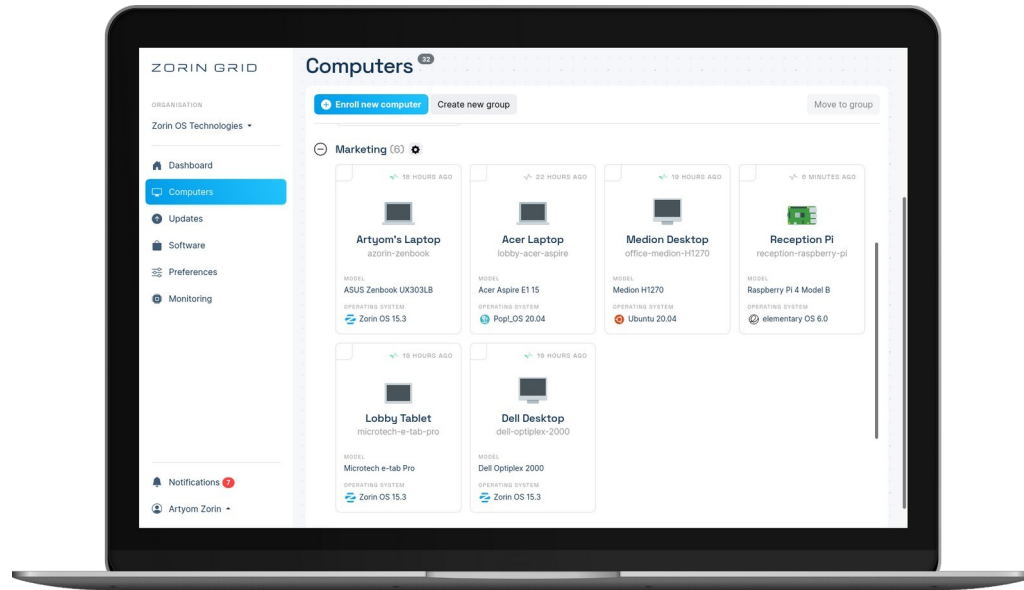 ZORIN GRID
ORGANISATION
Zorin OS Technologies
Dashboard
Computers
Updates
Software
Preferences
Monitoring
Notifications 7
Artyom Zorin
Computers 32
Enroll new computer
Create new group
Move to group
Marketing (6)
18 HOURS AGO
Artyom's Laptop
azorin-zenbook
MODEL
ASUS Zenbook UX303LB
OPERATING SYSTEM
Zorin OS 15.3
22 HOURS AGO
Acer Laptop
lobby-acer-aspire
MODEL
Acer Aspire E1 15
OPERATING SYSTEM
Pop!_OS 20.04
19 HOURS AGO
Medion Desktop
office-medion-H1270
MODEL
Medion H1270
OPERATING SYSTEM
Ubuntu 20.04
6 MINUTES AGO
Reception Pi
reception-raspberry-pi
MODEL
Raspberry Pi 4 Model B
OPERATING SYSTEM
elementary OS 6.0
19 HOURS AGO
Lobby Tablet
microtech-e-tab-pro
MODEL
Microtech e-tab Pro
OPERATING SYSTEM
Zorin OS 15.3
19 HOURS AGO
Dell Desktop
dell-optiplex-2000
MODEL
Dell Optiplex 2000
OPERATING SYSTEM
Zorin OS 15.3